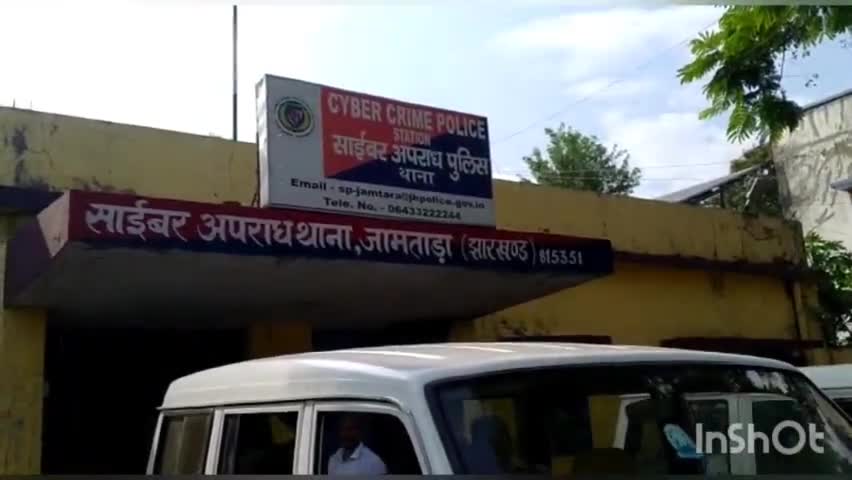 CYBER CRIME POLICE
STATION
साईबर अपराध पुलिस
थाना
Email - sp-jamtara@jhpolice.gov.in
Tele. No. - 06433222244
साईबर अपराध थाना, जामताड़ा (झारखण्ड) 815351
InShOt